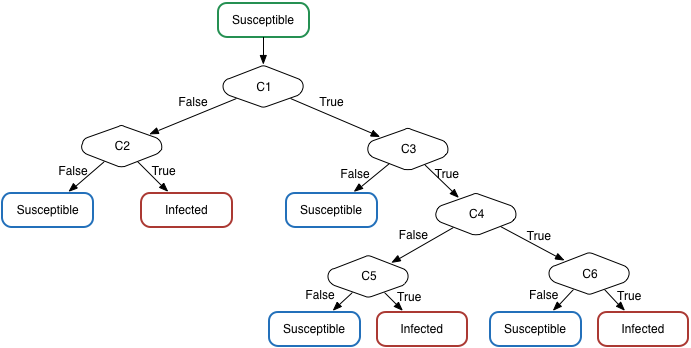 Susceptible
C1
False
True
C2
C3
False
True
False
True
Susceptible
Infected
Susceptible
C4
False
True
C5
C6
False
True
False
True
Susceptible
Infected
Susceptible
Infected